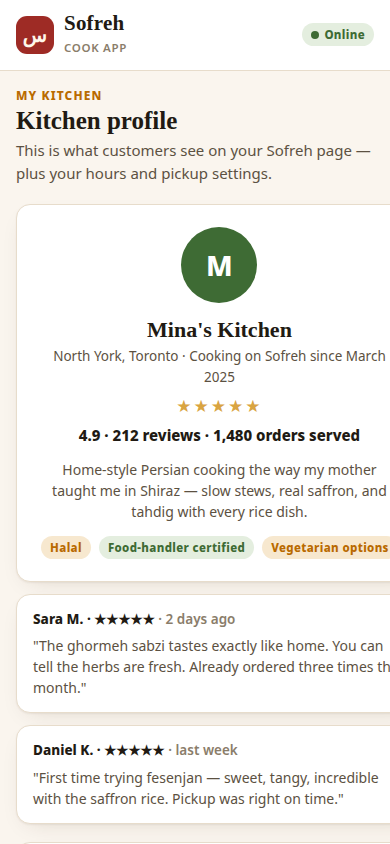 س
Sofreh
COOK APP
Online
MY KITCHEN
Kitchen profile
This is what customers see on your Sofreh page —
plus your hours and pickup settings.
M
Mina's Kitchen
North York, Toronto · Cooking on Sofreh since March
2025
★★★★★
4.9 · 212 reviews · 1,480 orders served
Home-style Persian cooking the way my mother
taught me in Shiraz — slow stews, real saffron, and
tahdig with every rice dish.
Halal Food-handler certified Vegetarian options
Sara M. · ★★★★★ · 2 days ago
"The ghormeh sabzi tastes exactly like home. You can
tell the herbs are fresh. Already ordered three times
month."
Daniel K. · ★★★★★ · last week
"First time trying fesenjan — sweet, tangy, incredible
with the saffron rice. Pickup was right on time."